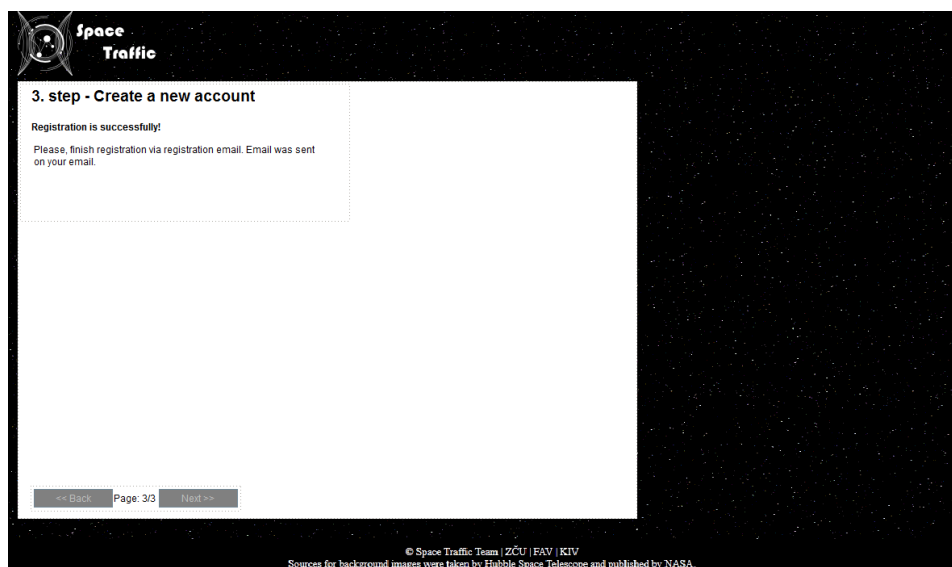 Space
Traffic
3. step - Create a new account
Registration is successfully!
Please, finish registration via registration email. Email was sent
on your email.
<< Back Page: 3/3 Next >>
© Space Traffic Team | ZČU | FAV | KIV
Sources for background images were taken by Hubble Space Telescope and published by NASA.